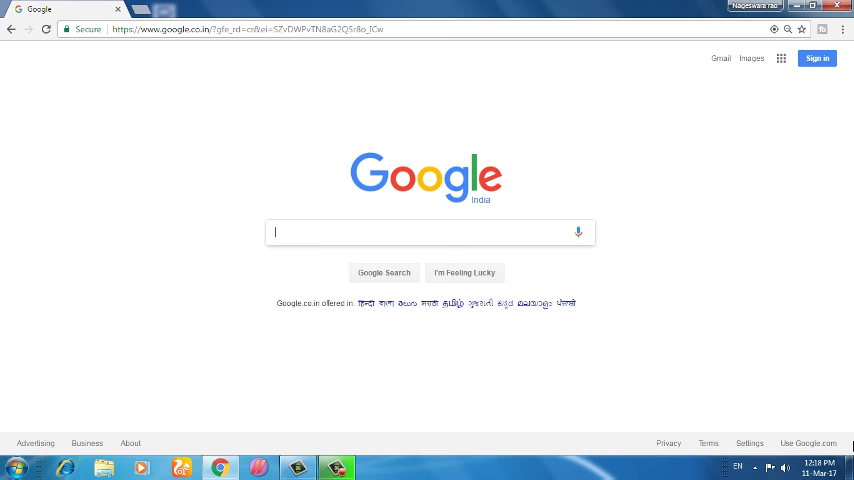 Google
Nageswara rao
Secure
https://www.google.co.in/?gfe_rd=cr&ei=SZvDWPvTN8aG2QSr8o_ICw
Gmail Images Sign in
Google
India
Google Search I'm Feeling Lucky
Google.co.in offered in: हिन्दी বাংলা తెలుగు मराठी தமிழ் ગુજરાતી ಕನ್ನಡ മലയാളം ਪੰਜਾਬੀ
Advertising Business About Privacy Terms Settings Use Google.com
EN 12:18 PM
11-Mar-17